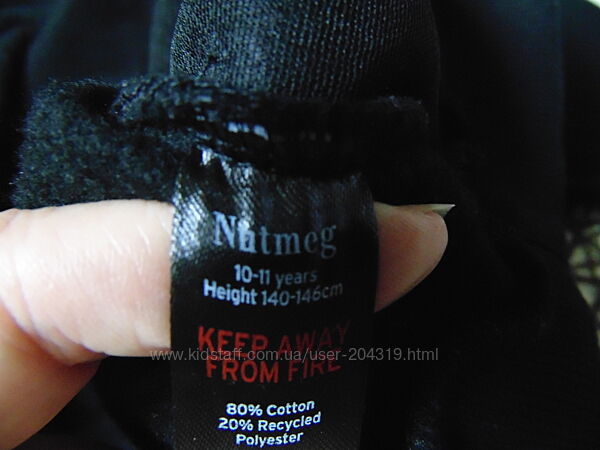 Nutmeg
10-11 years
Height 140-146cm
KEEP AWAY
FROM FIRE
www.kidstaff.com.ua/user-204319.html
80% Cotton
20% Recycled
Polyester